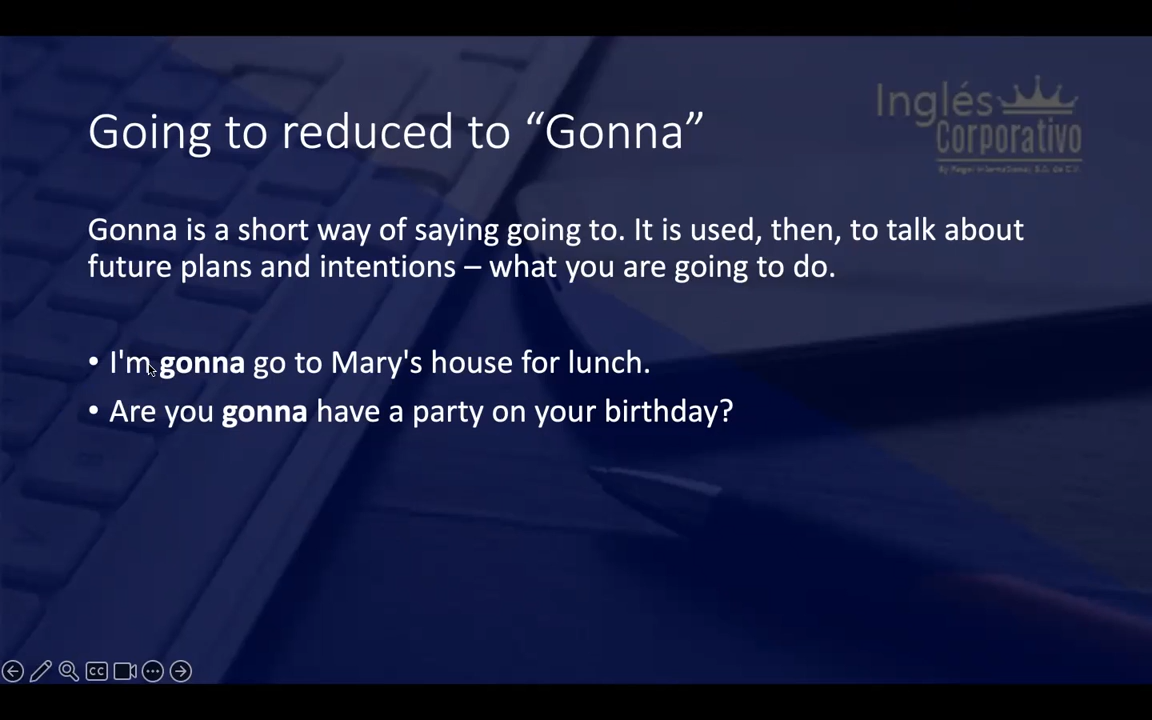 Inglés
Corporativo
Going to reduced to “Gonna”
Gonna is a short way of saying going to. It is used, then, to talk about
future plans and intentions – what you are going to do.
• I'm gonna go to Mary's house for lunch.
• Are you gonna have a party on your birthday?
CC